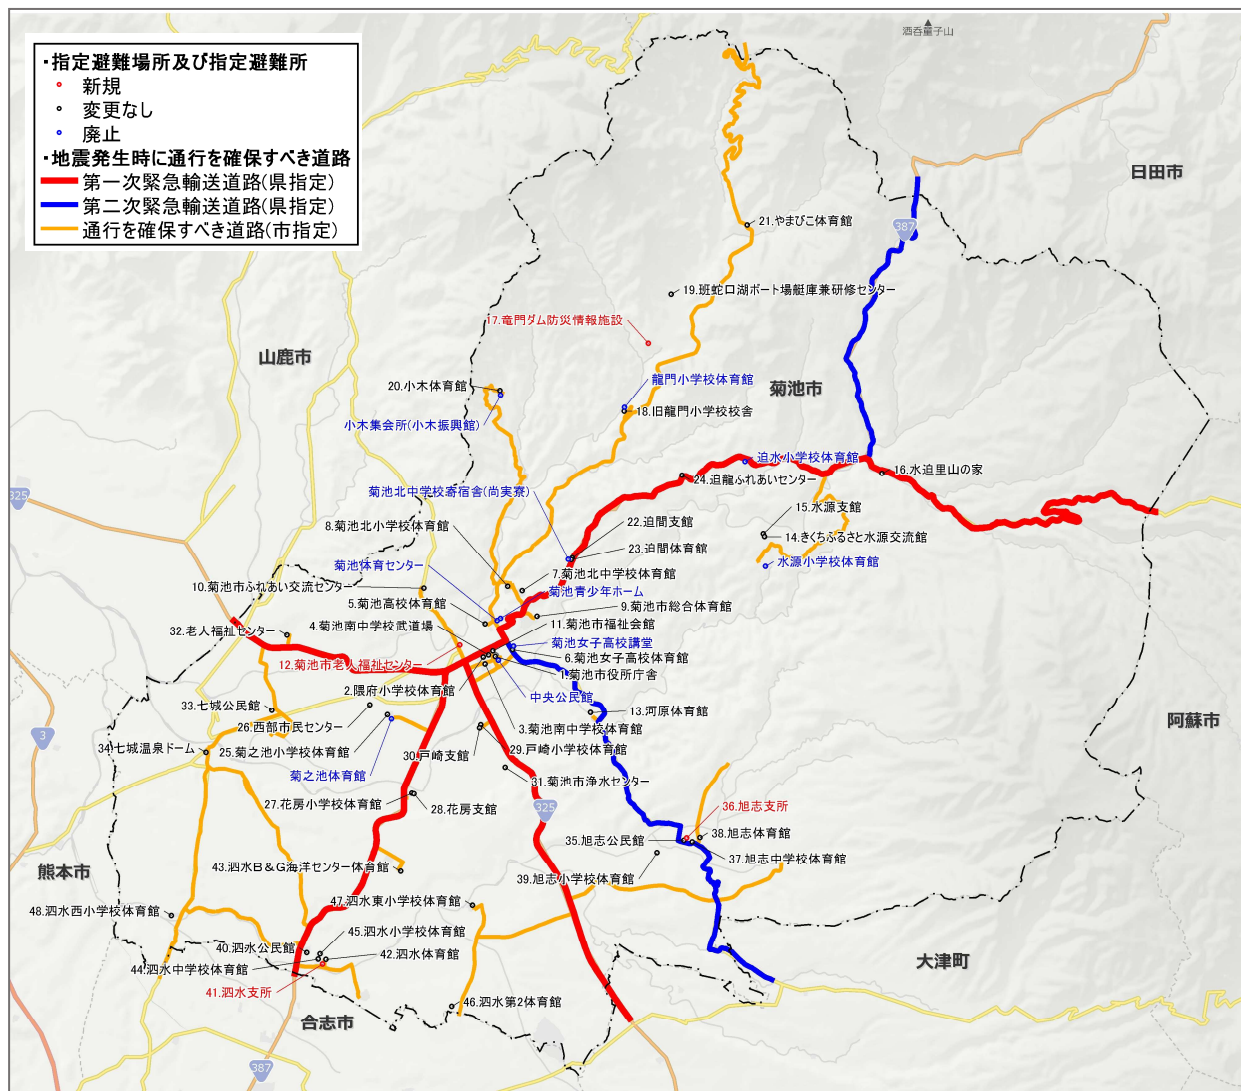 ・指定避難場所及び指定避難所
新規
変更なし
廃止
・地震発生時に通行を確保すべき道路
第一次緊急輸送道路(県指定)
第二次緊急輸送道路(県指定)
通行を確保すべき道路(市指定)
酒呑童子山
日田市
387
21.やまびこ体育館
19.班蛇口湖ボート場艇庫兼研修センター
17.竜門ダム防災情報施設
山鹿市
龍門小学校体育館
菊池市
20.小木体育館
18.旧龍門小学校校舎
小木集会所(小木振興館)
迫水小学校体育館
16.水迫里山の家
24.迫龍ふれあいセンター
325
菊池北中学校寄宿舎(尚実寮)
15.水源支館
22.迫間支館
8.菊池北小学校体育館
14.きくちふるさと水源交流館
23.迫間体育館
水源小学校体育館
菊池体育センター
7.菊池北中学校体育館
10.菊池市ふれあい交流センター
菊池青少年ホーム
5.菊池高校体育館
9.菊池市総合体育館
4.菊池南中学校武道場
11.菊池市福祉会館
32.老人福祉センター
菊池女子高校講堂
12.菊池市老人福祉センター
6.菊池女子高校体育館
1.菊池市役所庁舎
2.隈府小学校体育館
中央公民館
33.七城公民館
13.河原体育館
阿蘇市
26.西部市民センター
3.菊池南中学校体育館
3
34.七城温泉ドーム
25.菊之池小学校体育館
30.戸崎支館
29.戸崎小学校体育館
菊之池体育館
31.菊池市浄水センター
27.花房小学校体育館
28.花房支館
325
36.旭志支所
35.旭志公民館
38.旭志体育館
37.旭志中学校体育館
熊本市
43.泗水B&G海洋センター体育館
39.旭志小学校体育館
47.泗水東小学校体育館
48.泗水西小学校体育館
45.泗水小学校体育館
40.泗水公民館
42.泗水体育館
大津町
44.泗水中学校体育館
41.泗水支所
46.泗水第2体育館
合志市
387